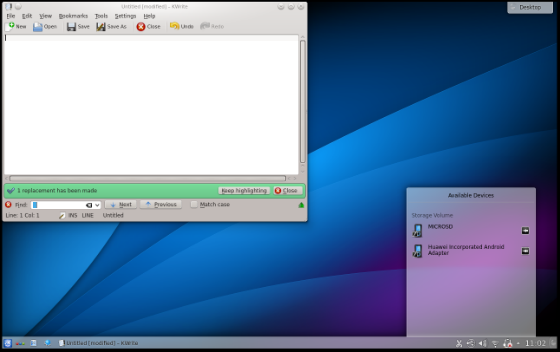 Untitled [modified] – KWrite
Desktop
File Edit View Bookmarks Tools Settings Help
New Open Save Save As Close Undo Redo
1 replacement has been made Keep highlighting Close
Find: Next Previous Match case
Line: 1 Col: 1 INS LINE Untitled
Available Devices
Storage Volume
MICROSD
Huawei Incorporated Android
Adapter
Untitled [modified] – KWrite 11:02